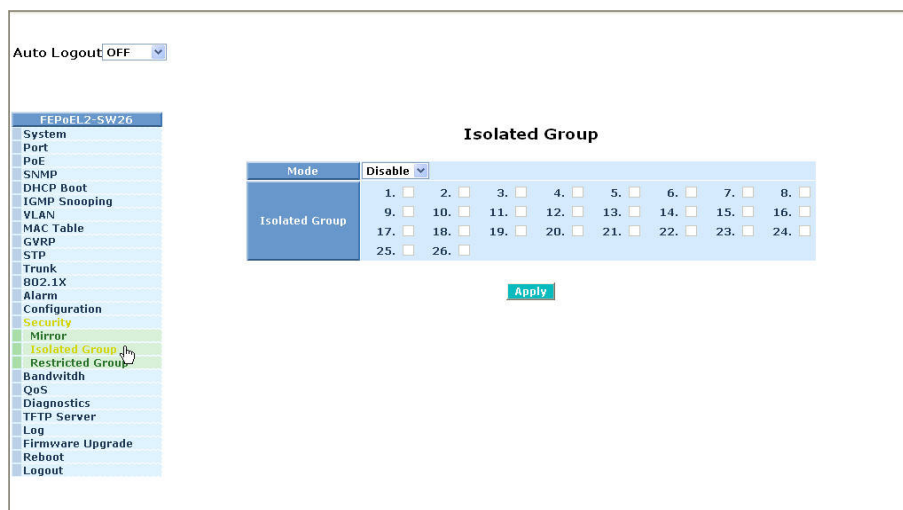 Auto Logout OFF
FEPoEL2-SW26
System
Port
PoE
SNMP
DHCP Boot
IGMP Snooping
VLAN
MAC Table
GVRP
STP
Trunk
802.1X
Alarm
Configuration
Security
Mirror
Isolated Group
Restricted Group
Bandwitdh
QoS
Diagnostics
TFTP Server
Log
Firmware Upgrade
Reboot
Logout
Isolated Group
Mode Disable
Isolated Group
1. 2. 3. 4. 5. 6. 7. 8.
9. 10. 11. 12. 13. 14. 15. 16.
17. 18. 19. 20. 21. 22. 23. 24.
25. 26.
Apply